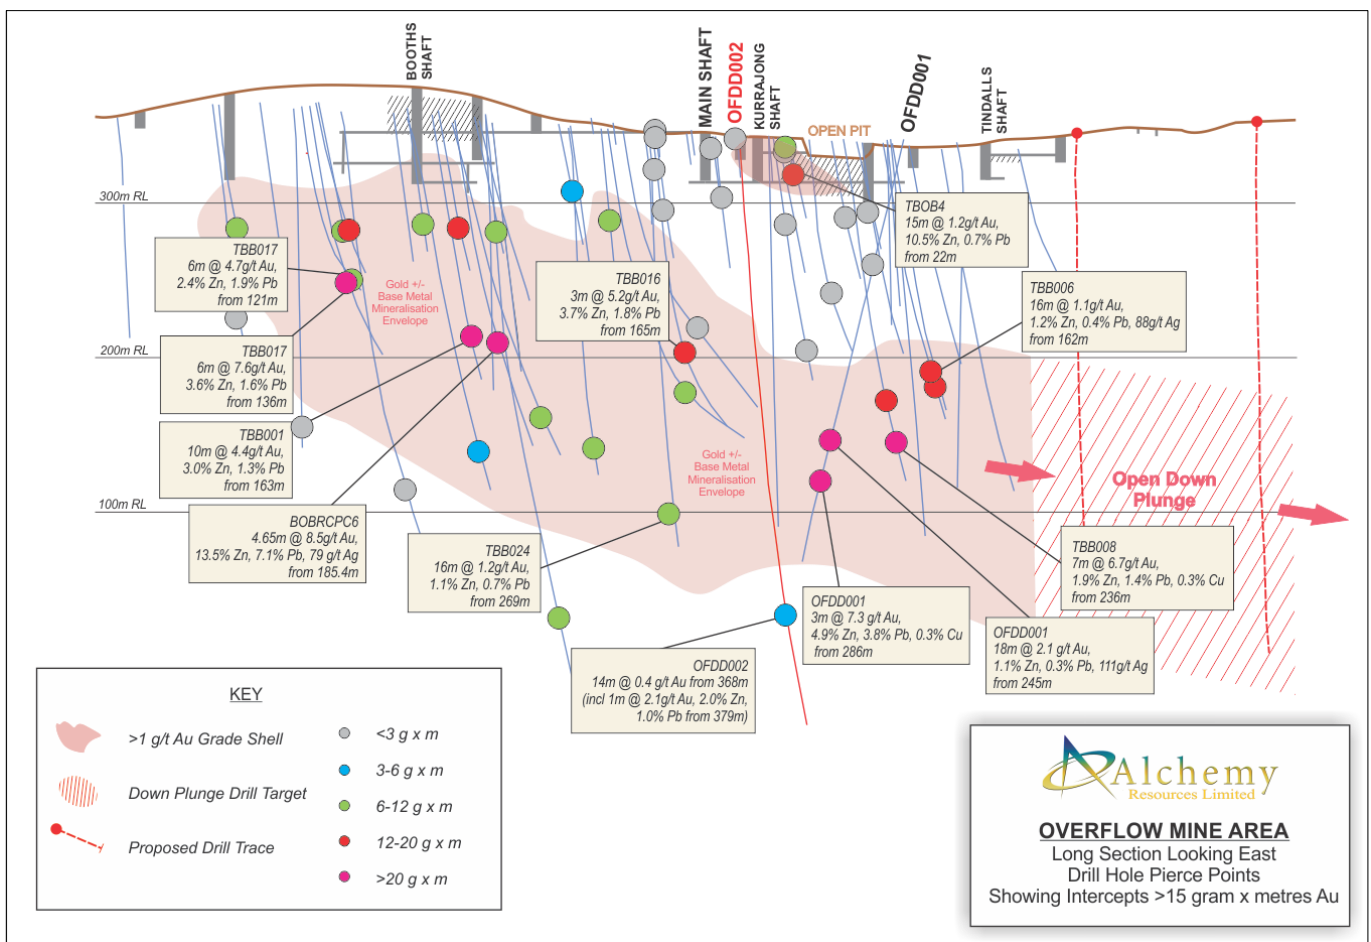 BOOTHS
SHAFT
MAIN SHAFT
OFDD002
KURRAJONG
SHAFT
OPEN PIT
OFDD001
TINDALLS
SHAFT
300m RL
200m RL
100m RL
TBB017
6m @ 4.7g/t Au,
2.4% Zn, 1.9% Pb
from 121m
TBB017
6m @ 7.6g/t Au,
3.6% Zn, 1.6% Pb
from 136m
TBB001
10m @ 4.4g/t Au,
3.0% Zn, 1.3% Pb
from 163m
BOBRCPC6
4.65m @ 8.5g/t Au,
13.5% Zn, 7.1% Pb, 79 g/t Ag
from 185.4m
Gold +/-
Base Metal
Mineralisation
Envelope
TBB016
3m @ 5.2g/t Au,
3.7% Zn, 1.8% Pb
from 165m
TBOB4
15m @ 1.2g/t Au,
10.5% Zn, 0.7% Pb
from 22m
TBB006
16m @ 1.1g/t Au,
1.2% Zn, 0.4% Pb, 88g/t Ag
from 162m
Gold +/-
Base Metal
Mineralisation
Envelope
Open Down
Plunge
TBB024
16m @ 1.2g/t Au,
1.1% Zn, 0.7% Pb
from 269m
TBB008
7m @ 6.7g/t Au,
1.9% Zn, 1.4% Pb, 0.3% Cu
from 236m
OFDD001
3m @ 7.3 g/t Au,
4.9% Zn, 3.8% Pb, 0.3% Cu
from 286m
OFDD001
18m @ 2.1 g/t Au,
1.1% Zn, 0.3% Pb, 111g/t Ag
from 245m
OFDD002
14m @ 0.4 g/t Au from 368m
(incl 1m @ 2.1g/t Au, 2.0% Zn,
1.0% Pb from 379m)
KEY
>1 g/t Au Grade Shell
Down Plunge Drill Target
Proposed Drill Trace
<3 g x m
3-6 g x m
6-12 g x m
12-20 g x m
>20 g x m
Alchemy
Resources Limited
OVERFLOW MINE AREA
Long Section Looking East
Drill Hole Pierce Points
Showing Intercepts >15 gram x metres Au